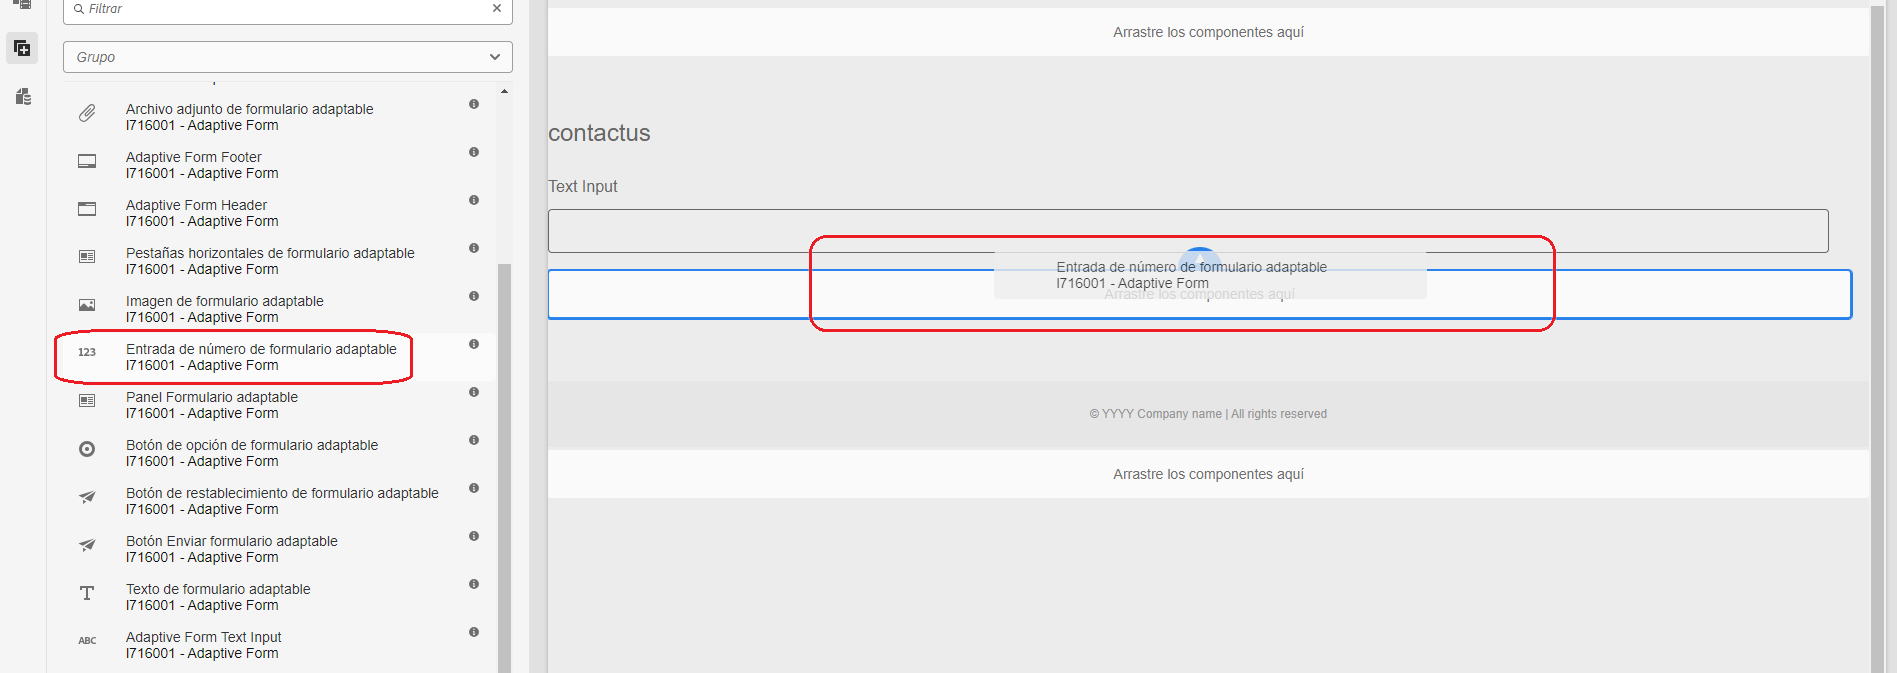 Filtrar
Grupo
Archivo adjunto de formulario adaptable
I716001 - Adaptive Form
Adaptive Form Footer
I716001 - Adaptive Form
Adaptive Form Header
I716001 - Adaptive Form
Pestañas horizontales de formulario adaptable
I716001 - Adaptive Form
Imagen de formulario adaptable
I716001 - Adaptive Form
123
Entrada de número de formulario adaptable
I716001 - Adaptive Form
Panel Formulario adaptable
I716001 - Adaptive Form
Botón de opción de formulario adaptable
I716001 - Adaptive Form
Botón de restablecimiento de formulario adaptable
I716001 - Adaptive Form
Botón Enviar formulario adaptable
I716001 - Adaptive Form
Texto de formulario adaptable
I716001 - Adaptive Form
ABC
Adaptive Form Text Input
I716001 - Adaptive Form
Arrastre los componentes aquí
contactus
Text Input
Entrada de número de formulario adaptable
I716001 - Adaptive Form
Arrastre los componentes aquí
© YYYY Company name | All rights reserved
Arrastre los componentes aquí